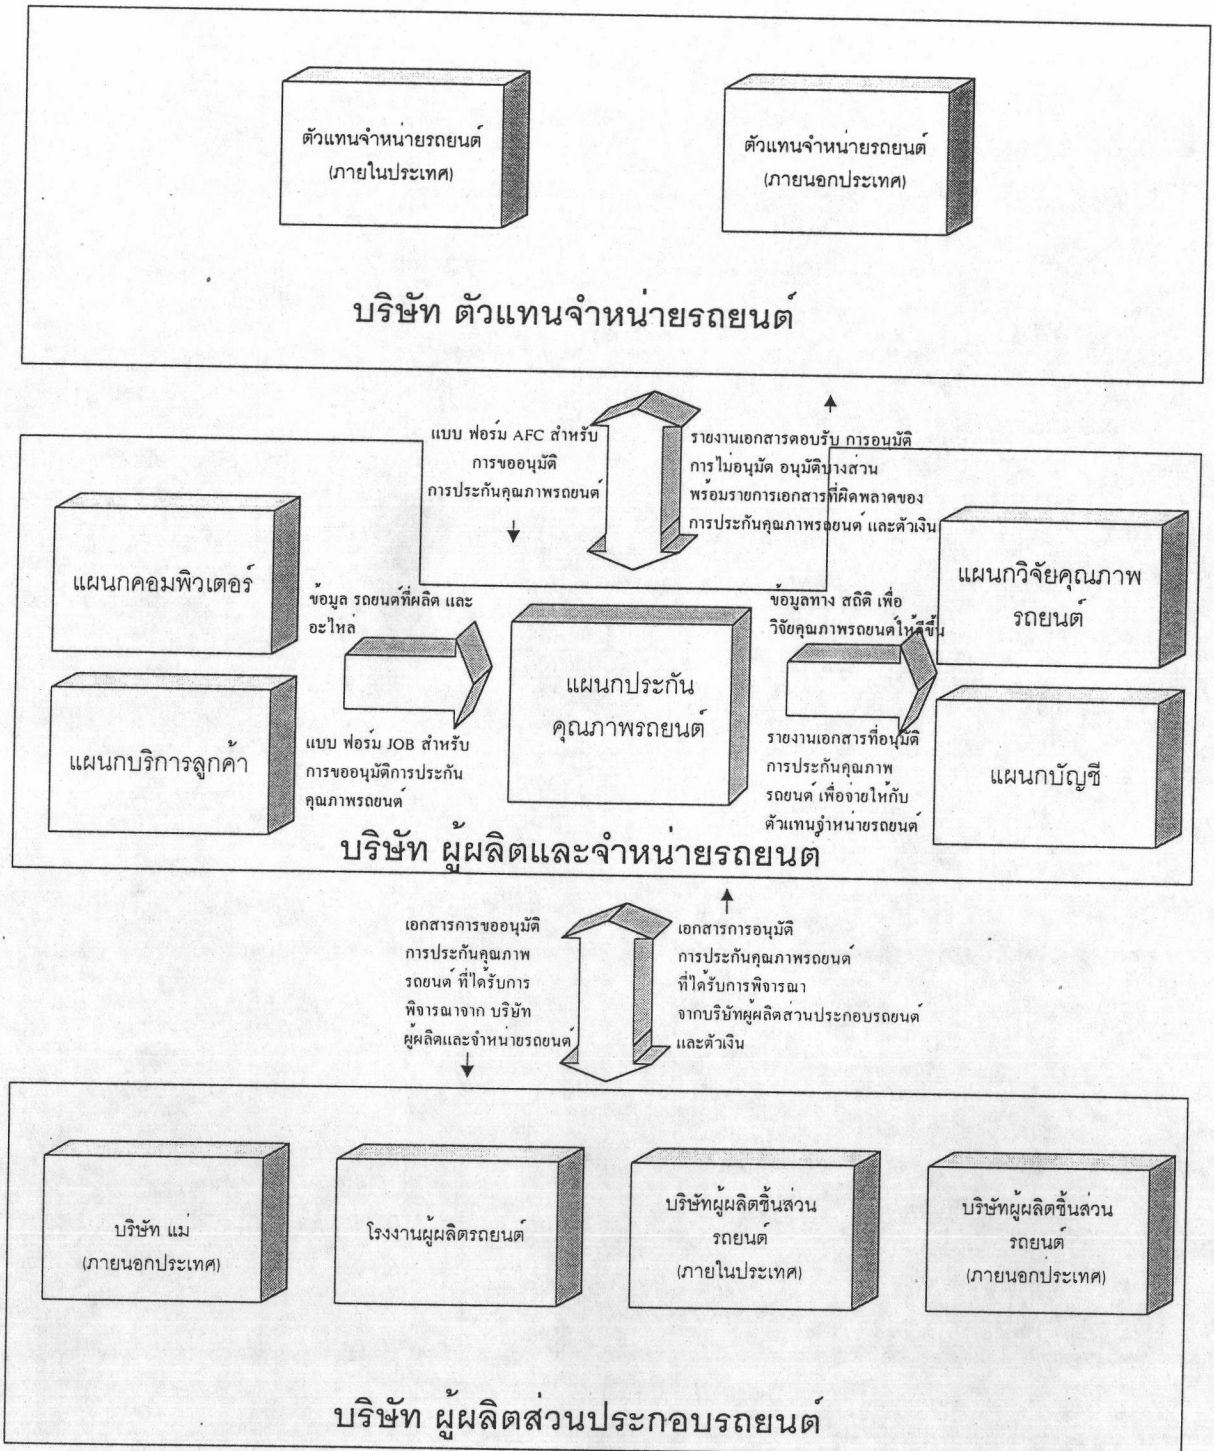 ตัวแทนจำหน่ายรถยนต์
(ภายในประเทศ)
ตัวแทนจำหน่ายรถยนต์
(ภายนอกประเทศ)
บริษัท ตัวแทนจำหน่ายรถยนต์
แบบ ฟอร์ม AFC สำหรับ
การขออนุมัติ
การประกันคุณภาพรถยนต์
รายงานเอกสารตอบรับ การอนุมัติ
การไม่อนุมัต อนุมัติบางส่วน
พร้อมรายการเอกสารที่ผิดพลาดของ
การประกันคุณภาพรถยนต์ และตัวเงิน
แผนกคอมพิวเตอร์
ข้อมูล รถยนต์ที่ผลิต และ
อะไหล่
แผนกบริการลูกค้า
แบบ ฟอร์ม JOB สำหรับ
การขออนุมัติการประกัน
คุณภาพรถยนต์
แผนกประกัน
คุณภาพรถยนต์
ข้อมูลทาง สถิติ เพื่อ
วิจัยคุณภาพรถยนต์ให้ดีขึ้น
แผนกวิจัยคุณภาพ
รถยนต์
รายงานเอกสารที่อนุมัติ
การประกันคุณภาพ
รถยนต์ เพื่อจ่ายให้กับ
ตัวแทนจำหน่ายรถยนต์
แผนกบัญชี
บริษัท ผู้ผลิตและจำหน่ายรถยนต์
เอกสารการขออนุมัติ
การประกันคุณภาพ
รถยนต์ ที่ได้รับการ
พิจารณาจาก บริษัท
ผู้ผลิตและจำหน่ายรถยนต์
เอกสารการอนุมัติ
การประกันคุณภาพรถยนต์
ที่ได้รับการพิจารณา
จากบริษัทผู้ผลิตส่วนประกอบรถยนต์
และตัวเงิน
บริษัท แม่
(ภายนอกประเทศ)
โรงงานผู้ผลิตรถยนต์
บริษัทผู้ผลิตชิ้นส่วน
รถยนต์
(ภายในประเทศ)
บริษัทผู้ผลิตชิ้นส่วน
รถยนต์
(ภายนอกประเทศ)
บริษัท ผู้ผลิตส่วนประกอบรถยนต์